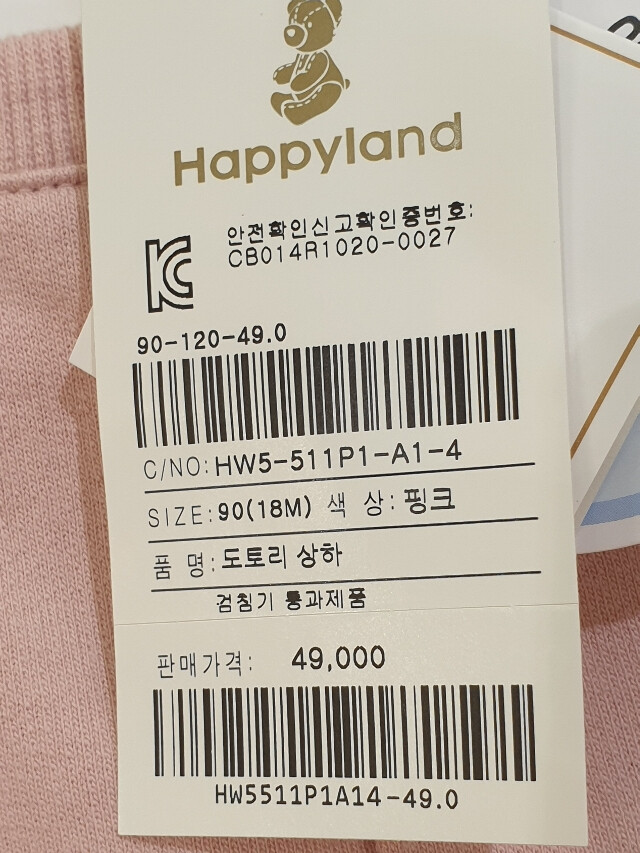 Happyland
안전확인신고확인증번호:
CB014R1020-0027
90-120-49.0
C/NO:HW5-511P1-A1-4
SIZE:90(18M) 색 상:핑크
품 명:도토리 상하
검침기 통과제품
판매가격: 49,000
HW5511P1A14-49.0